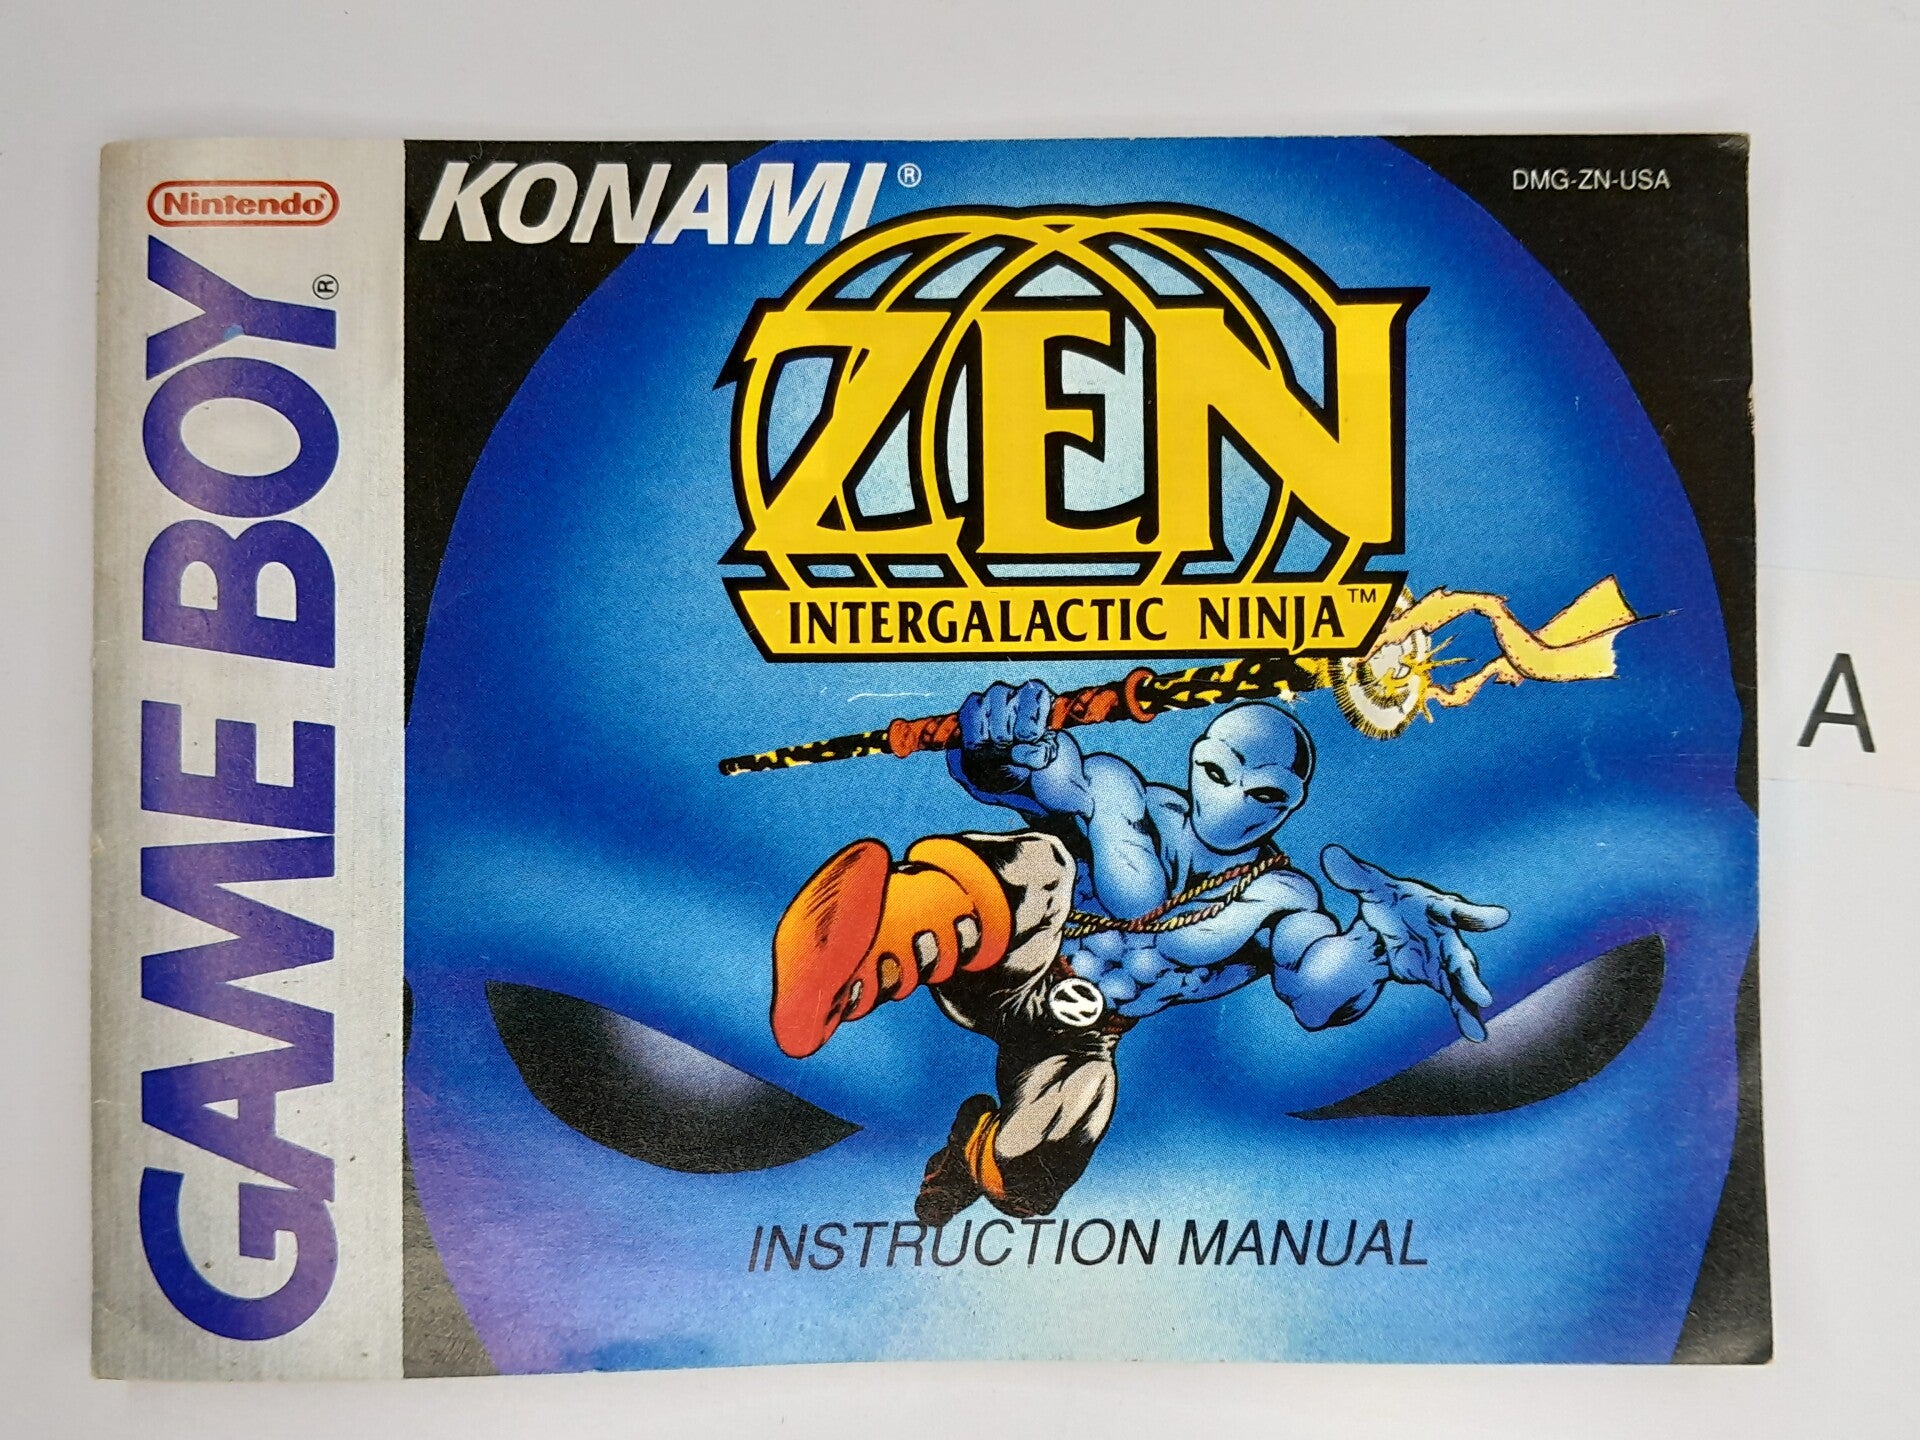 Nintendo®
GAME BOY®
KONAMI®
DMG-ZN-USA
ZEN
INTERGALACTIC NINJA™
INSTRUCTION MANUAL
A